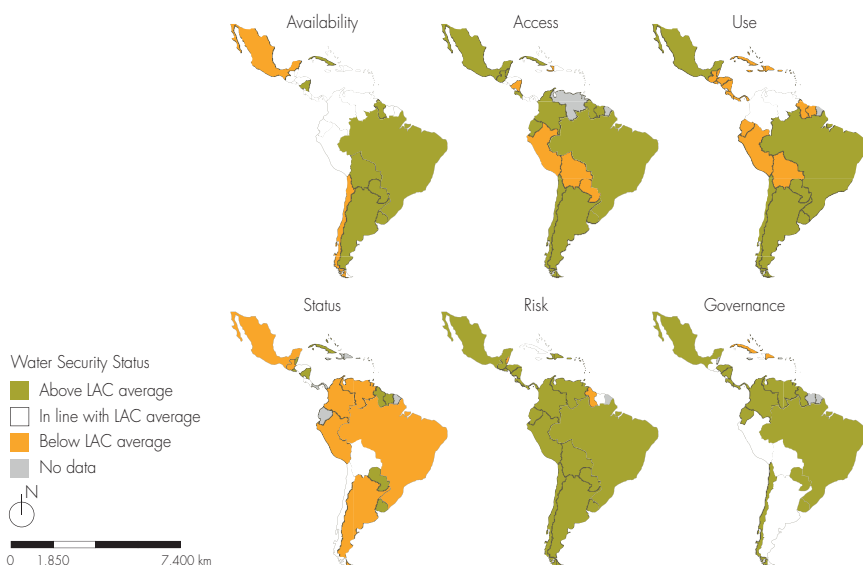 Availability
Access
Use
Status
Risk
Governance
Water Security Status
Above LAC average
In line with LAC average
Below LAC average
No data
N
0 1.850 7.400 km